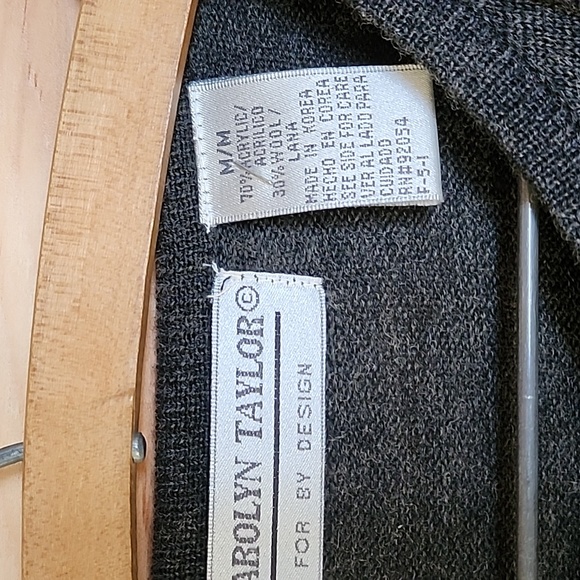 M/M
70% ACRYLIC/
ACRILICO
30% WOOL/
LANA
MADE IN KOREA
HECHO EN COREA
SEE SIDE FOR CARE
VER AL LADO PARA
CUIDADO
RN#92054
F-5-1
AROLYN TAYLOR©
FOR BY DESIGN